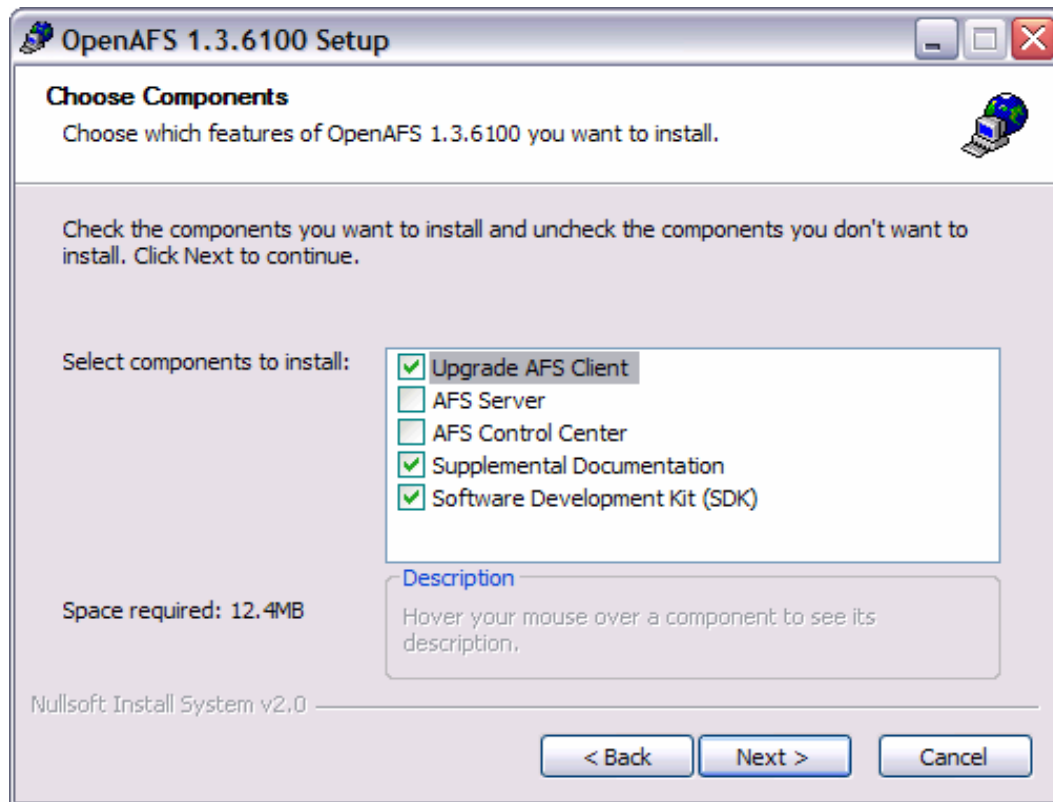 OpenAFS 1.3.6100 Setup
Choose Components
Choose which features of OpenAFS 1.3.6100 you want to install.
Check the components you want to install and uncheck the components you don't want to
install. Click Next to continue.
Select components to install:
Upgrade AFS Client
AFS Server
AFS Control Center
Supplemental Documentation
Software Development Kit (SDK)
Space required: 12.4MB
Description
Hover your mouse over a component to see its
description.
Nullsoft Install System v2.0
< Back
Next >
Cancel